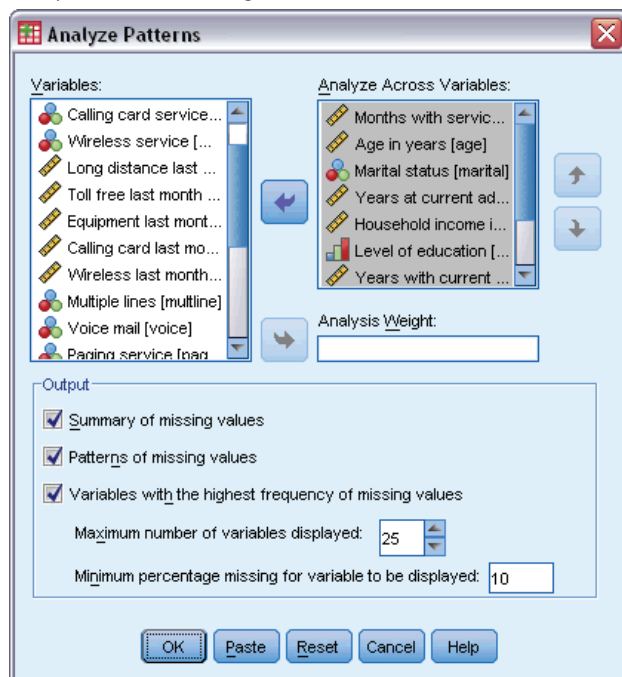 Analyze Patterns
Variables:
Calling card service...
Wireless service [...
Long distance last ...
Toll free last month ...
Equipment last mont...
Calling card last mo...
Wireless last month...
Multiple lines [multline]
Voice mail [voice]
Paging service [pag
Analyze Across Variables:
Months with servic...
Age in years [age]
Marital status [marital]
Years at current ad...
Household income i...
Level of education [...
Years with current ...
Analysis Weight:
Output
Summary of missing values
Patterns of missing values
Variables with the highest frequency of missing values
Maximum number of variables displayed: 25
Minimum percentage missing for variable to be displayed: 10
OK Paste Reset Cancel Help